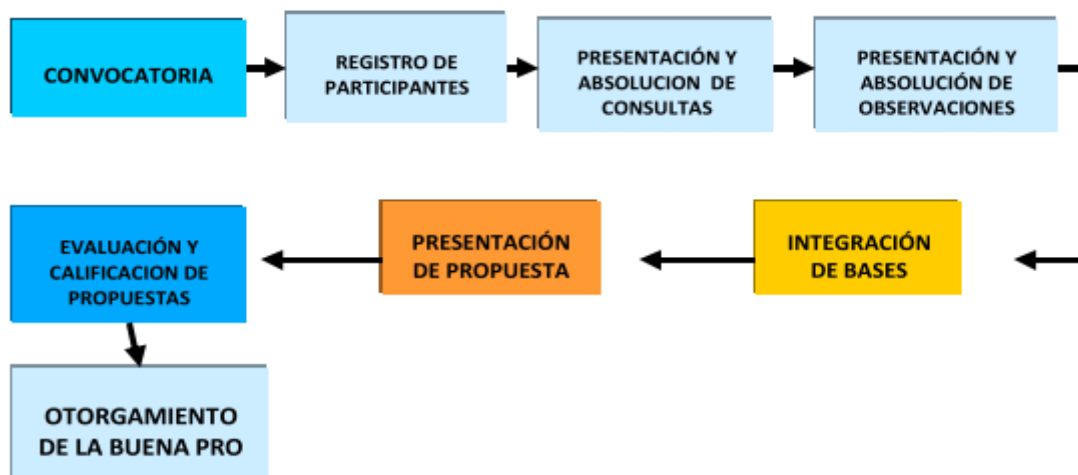 CONVOCATORIA
REGISTRO DE
PARTICIPANTES
PRESENTACIÓN Y
ABSOLUCION DE
CONSULTAS
PRESENTACIÓN Y
ABSOLUCIÓN DE
OBSERVACIONES
INTEGRACIÓN
DE BASES
PRESENTACIÓN
DE PROPUESTA
EVALUACIÓN Y
CALIFICACION DE
PROPUESTAS
OTORGAMIENTO
DE LA BUENA PRO